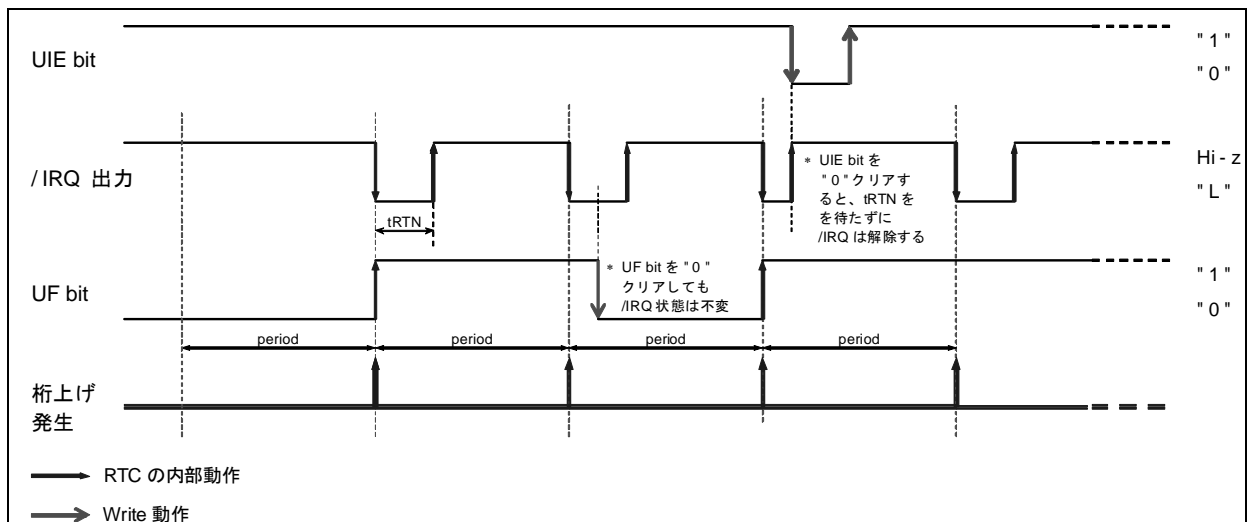 UIE bit
" 1 "
" 0 "
/ IRQ 出力
Hi - z
" L "
tRTN
* UIE bit を
" 0 " クリアす
ると、tRTN を
を待たずに
/IRQ は解除する
UF bit
* UF bit を " 0 "
クリアしても
/IRQ 状態は不変
" 1 "
" 0 "
period
period
period
period
桁上げ
発生
RTC の内部動作
Write 動作